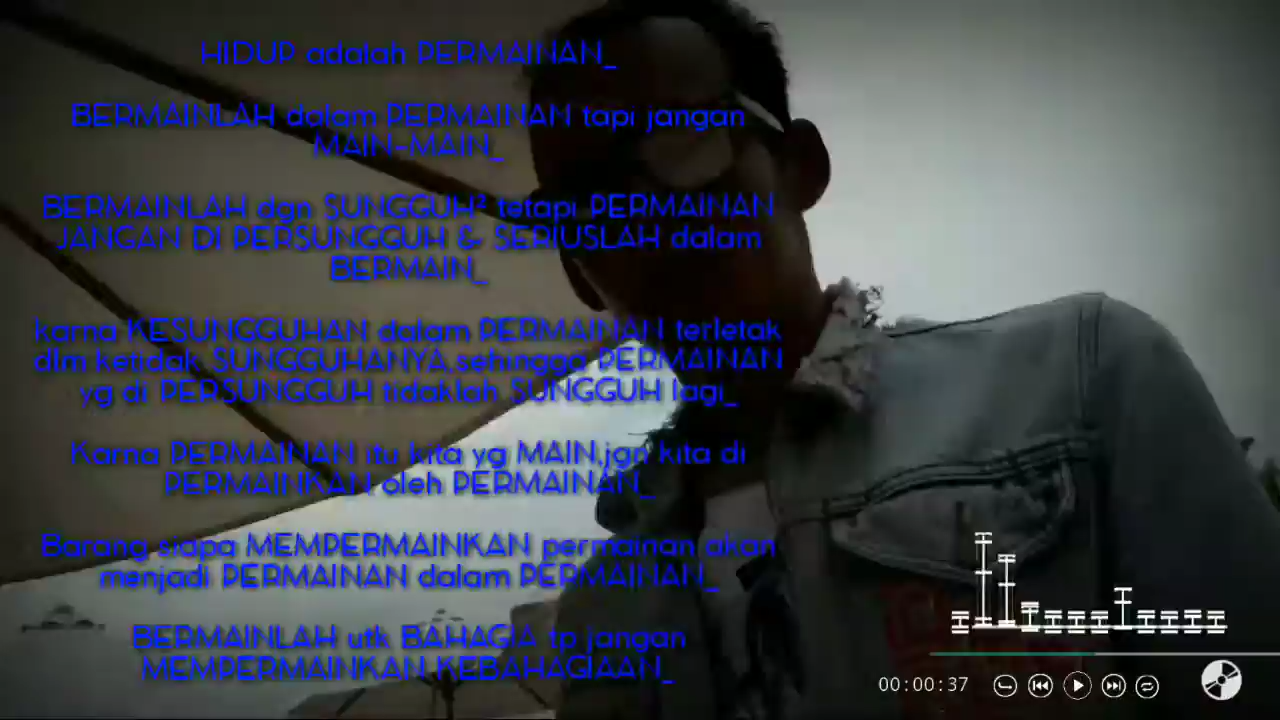 HIDUP adalah PERMAINAN_
BERMAINLAH dalam PERMAINAN tapi jangan
MAIN-MAIN_
BERMAINLAH dgn SUNGGUH² tetapi PERMAINAN
JANGAN DI PERSUNGGUH & SERIUSLAH dalam
BERMAIN_
karna KESUNGGUHAN dalam PERMAINAN terletak
dlm ketidak SUNGGUHANYA,sehingga PERMAINAN
yg di PERSUNGGUH tidaklah SUNGGUH lagi_
Karna PERMAINAN itu kita yg MAIN,jgn kita di
PERMAINKAN oleh PERMAINAN_
Barang siapa MEMPERMAINKAN permainan akan
menjadi PERMAINAN dalam PERMAINAN_
BERMAINLAH utk BAHAGIA tp jangan
MEMPERMAINKAN KEBAHAGIAAN_
00:00:37